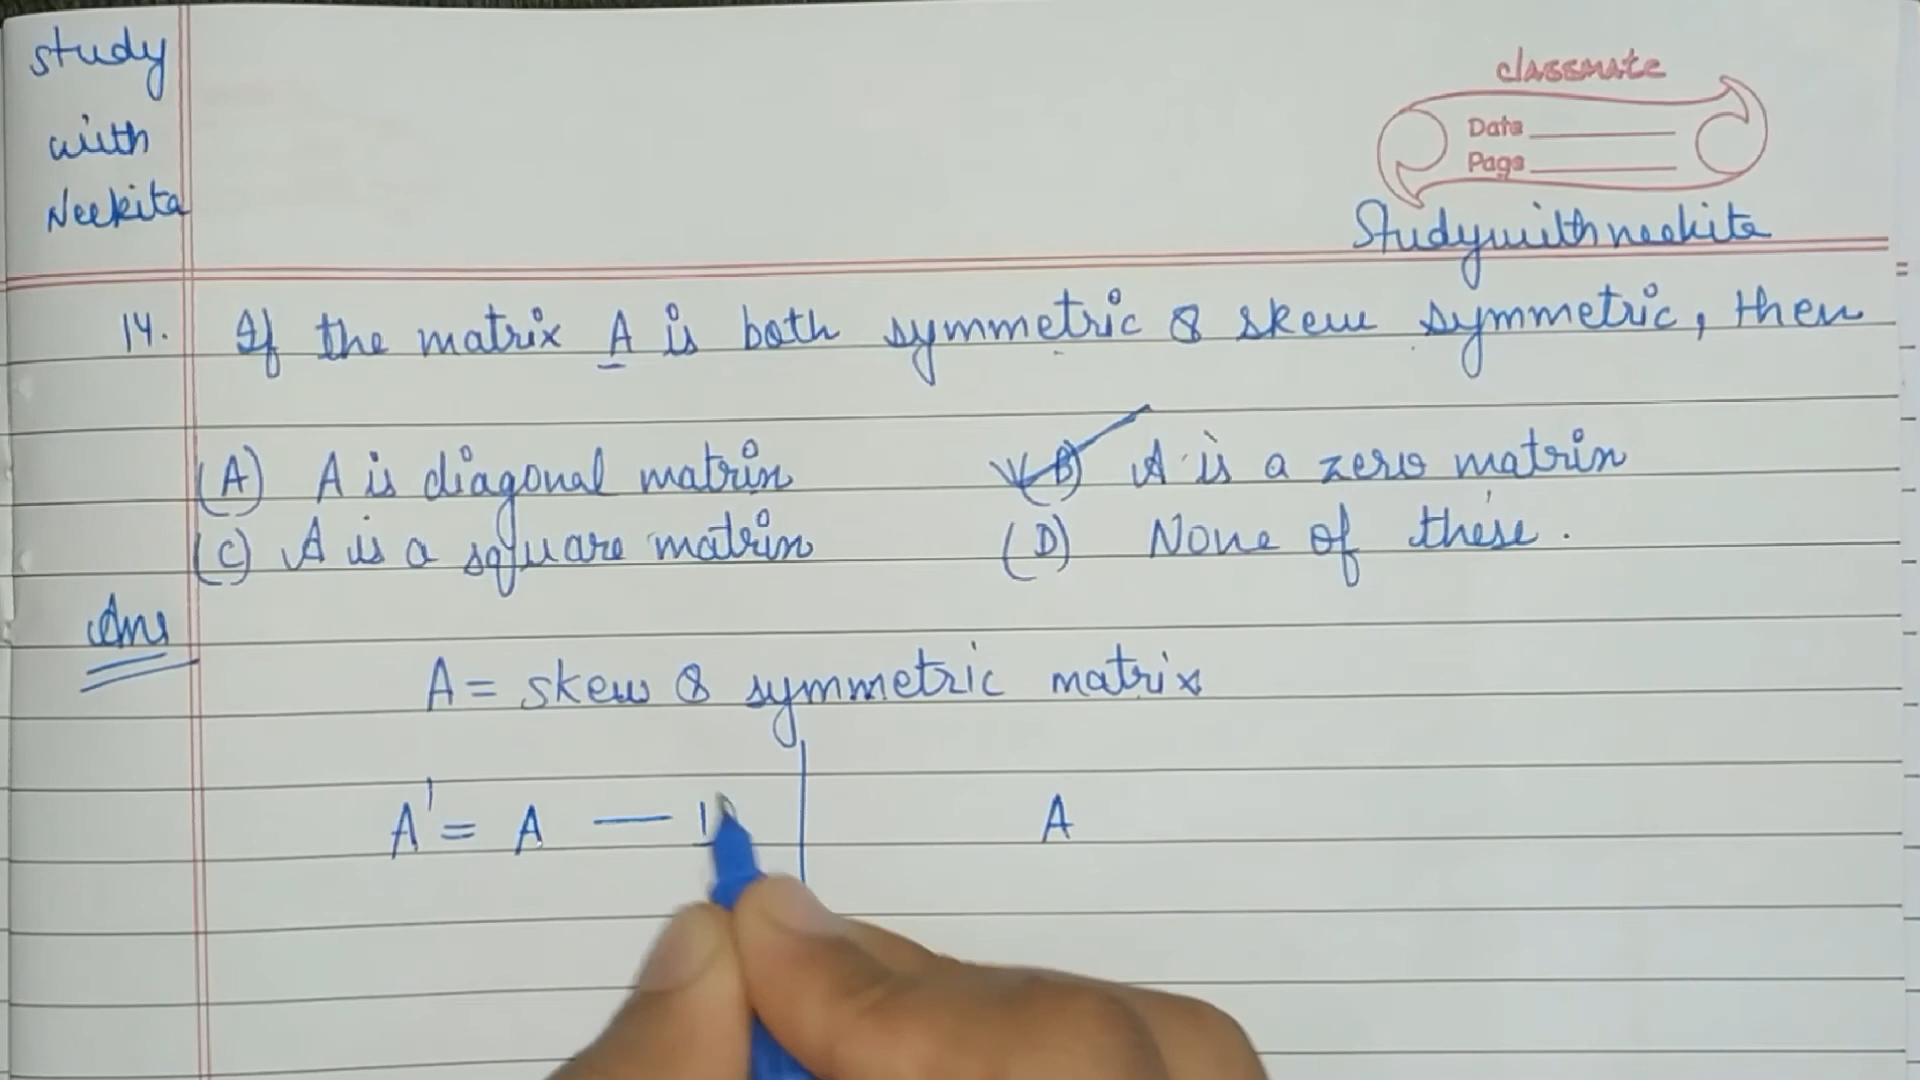 study
with
Neekita
classmate
Date
Page
Studywithneekita
14. If the matrix A is both symmetric & skew symmetric, then
(A) A is diagonal matrix (B) A is a zero matrix
(C) A is a square matrix (D) None of these.
Ans
A = skew & symmetric matrix
A' = A — 1 A